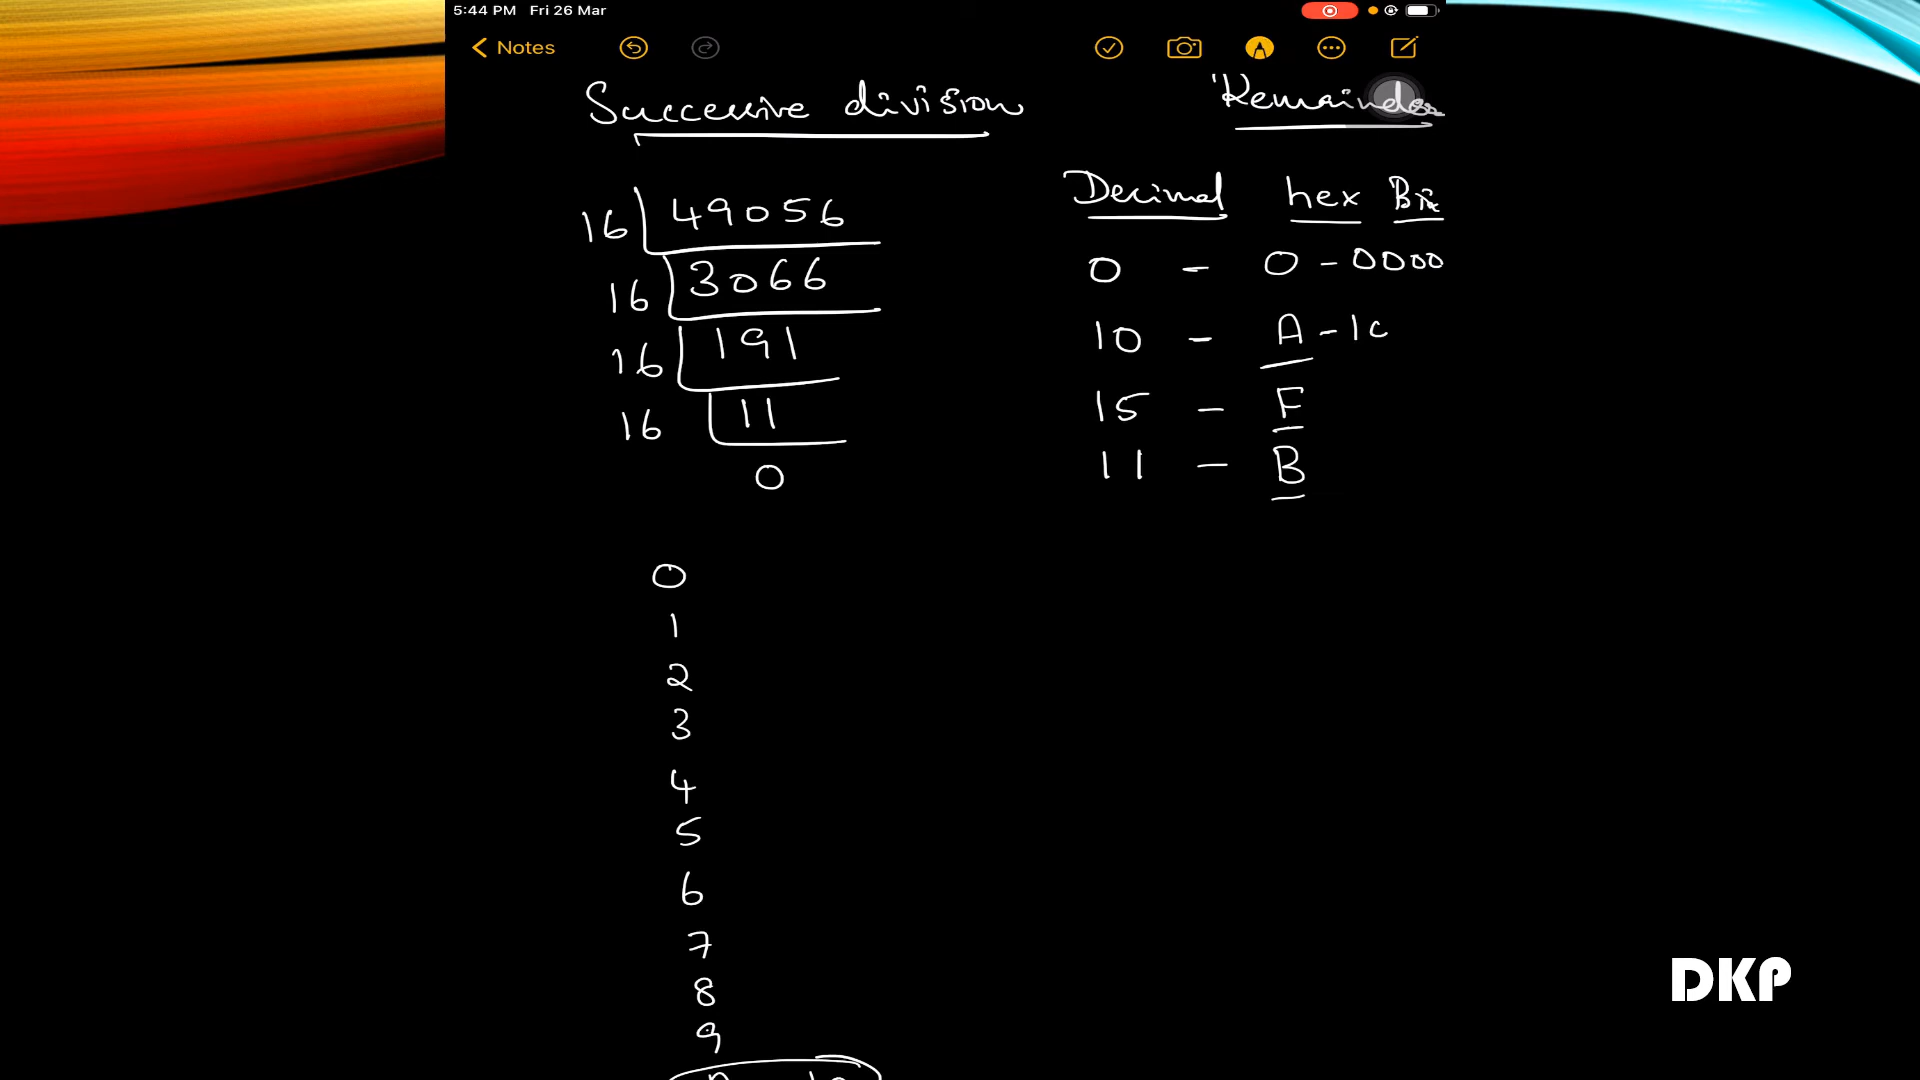 5:44 PM Fri 26 Mar
Notes
Successive division
Remainder
16 49056
16 3066
16 191
16 11
0
Decimal hex
0 - 0 - 0000
10 - A - 10
15 - F
11 - B
0
1
2
3
4
5
6
7
8
9
DKP